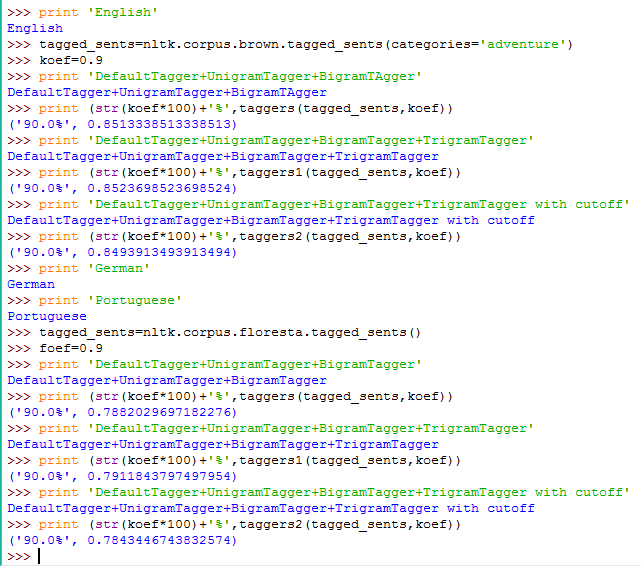 >>> print 'English'
English
>>> tagged_sents=nltk.corpus.brown.tagged_sents(categories='adventure')
>>> koef=0.9
>>> print 'DefaultTagger+UnigramTagger+BigramTAgger'
DefaultTagger+UnigramTagger+BigramTAgger
>>> print (str(koef*100)+'%',taggers(tagged_sents,koef))
('90.0%', 0.8513338513338513)
>>> print 'DefaultTagger+UnigramTagger+BigramTagger+TrigramTagger'
DefaultTagger+UnigramTagger+BigramTagger+TrigramTagger
>>> print (str(koef*100)+'%',taggers1(tagged_sents,koef))
('90.0%', 0.8523698523698524)
>>> print 'DefaultTagger+UnigramTagger+BigramTagger+TrigramTagger with cutoff'
DefaultTagger+UnigramTagger+BigramTagger+TrigramTagger with cutoff
>>> print (str(koef*100)+'%',taggers2(tagged_sents,koef))
('90.0%', 0.8493913493913494)
>>> print 'German'
German
>>> print 'Portuguese'
Portuguese
>>> tagged_sents=nltk.corpus.floresta.tagged_sents()
>>> foef=0.9
>>> print 'DefaultTagger+UnigramTagger+BigramTagger'
DefaultTagger+UnigramTagger+BigramTagger
>>> print (str(koef*100)+'%',taggers(tagged_sents,koef))
('90.0%', 0.7882029697182276)
>>> print 'DefaultTagger+UnigramTagger+BigramTagger+TrigramTagger'
DefaultTagger+UnigramTagger+BigramTagger+TrigramTagger
>>> print (str(koef*100)+'%',taggers1(tagged_sents,koef))
('90.0%', 0.7911843797497954)
>>> print 'DefaultTagger+UnigramTagger+BigramTagger+TrigramTagger with cutoff'
DefaultTagger+UnigramTagger+BigramTagger+TrigramTagger with cutoff
>>> print (str(koef*100)+'%',taggers2(tagged_sents,koef))
('90.0%', 0.7843446743832574)
>>>